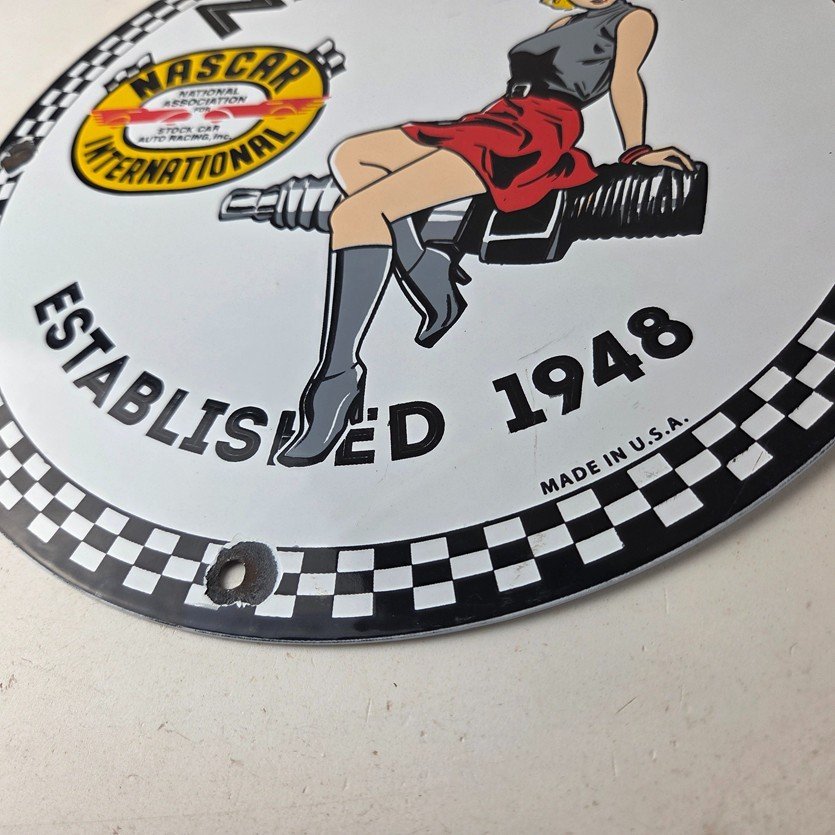 NASCAR
NATIONAL
ASSOCIATION
FOR
STOCK CAR
AUTO RACING, INC.
INTERNATIONAL
ESTABLISHED 1948
MADE IN U.S.A.